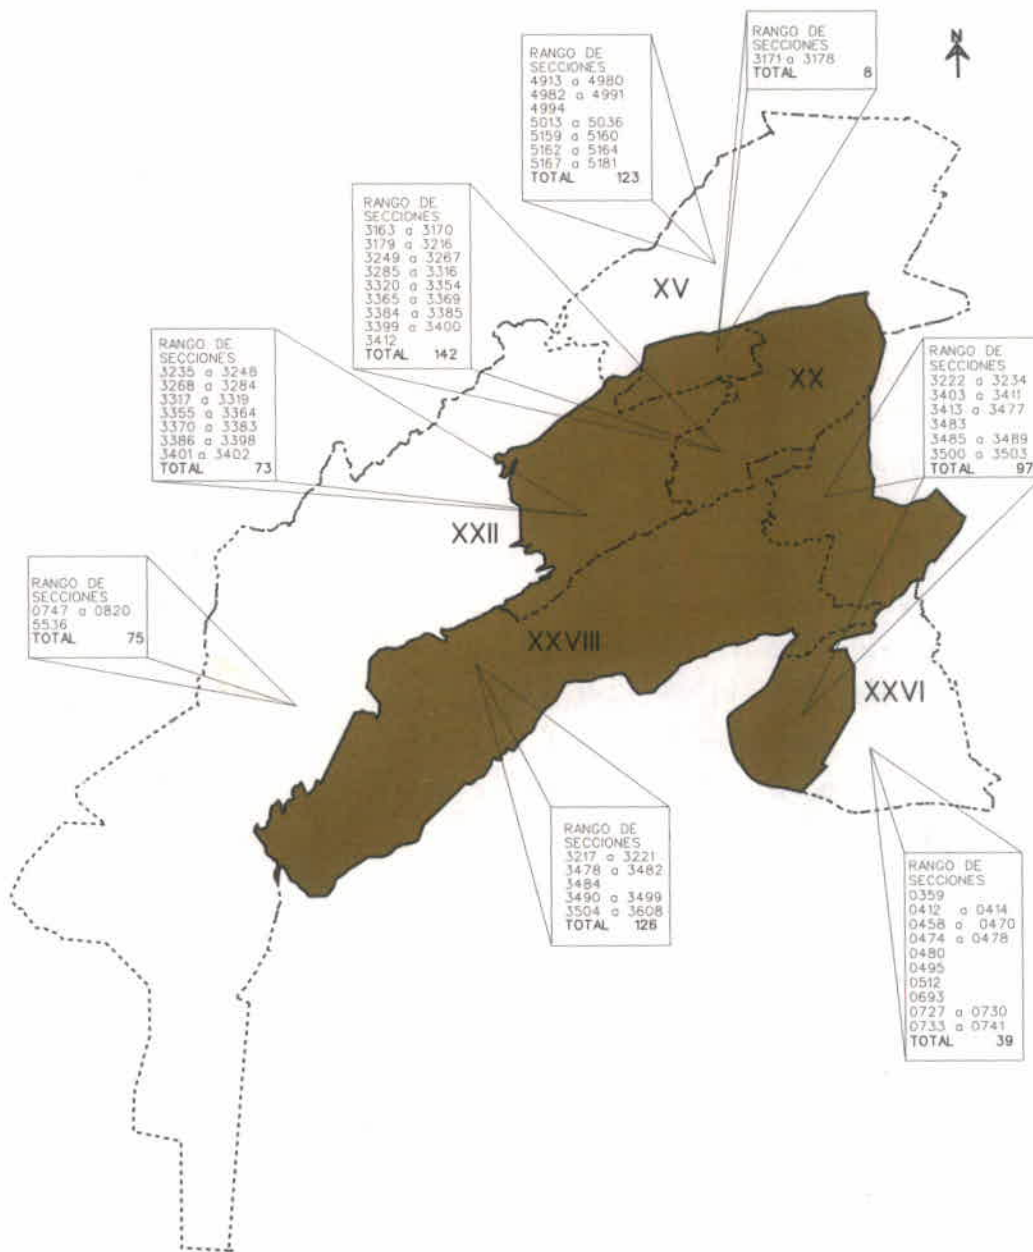 RANGO DE
SECCIONES
3171 a 3178
TOTAL 8
N
RANGO DE
SECCIONES
4913 a 4980
4982 a 4991
4994
5013 a 5036
5159 a 5160
5162 a 5164
5167 a 5181
TOTAL 123
RANGO DE
SECCIONES
3163 a 3170
3179 a 3216
3249 a 3267
3285 a 3316
3320 a 3354
3365 a 3369
3384 a 3385
3399 a 3400
3412
TOTAL 142
XV
RANGO DE
SECCIONES
3235 a 3248
3268 a 3284
3317 a 3319
3355 a 3364
3370 a 3383
3386 a 3398
3401 a 3402
TOTAL 73
XX
RANGO DE
SECCIONES
3222 a 3234
3403 a 3411
3413 a 3477
3483
3485 a 3489
3500 a 3503
TOTAL 97
XXII
RANGO DE
SECCIONES
0747 a 0820
5536
TOTAL 75
XXVIII
XXVI
RANGO DE
SECCIONES
3217 a 3221
3478 a 3482
3484
3490 a 3499
3504 a 3608
TOTAL 126
RANGO DE
SECCIONES
0359
0412 a 0414
0458 a 0470
0474 a 0478
0480
0495
0512
0693
0727 a 0730
0733 a 0741
TOTAL 39